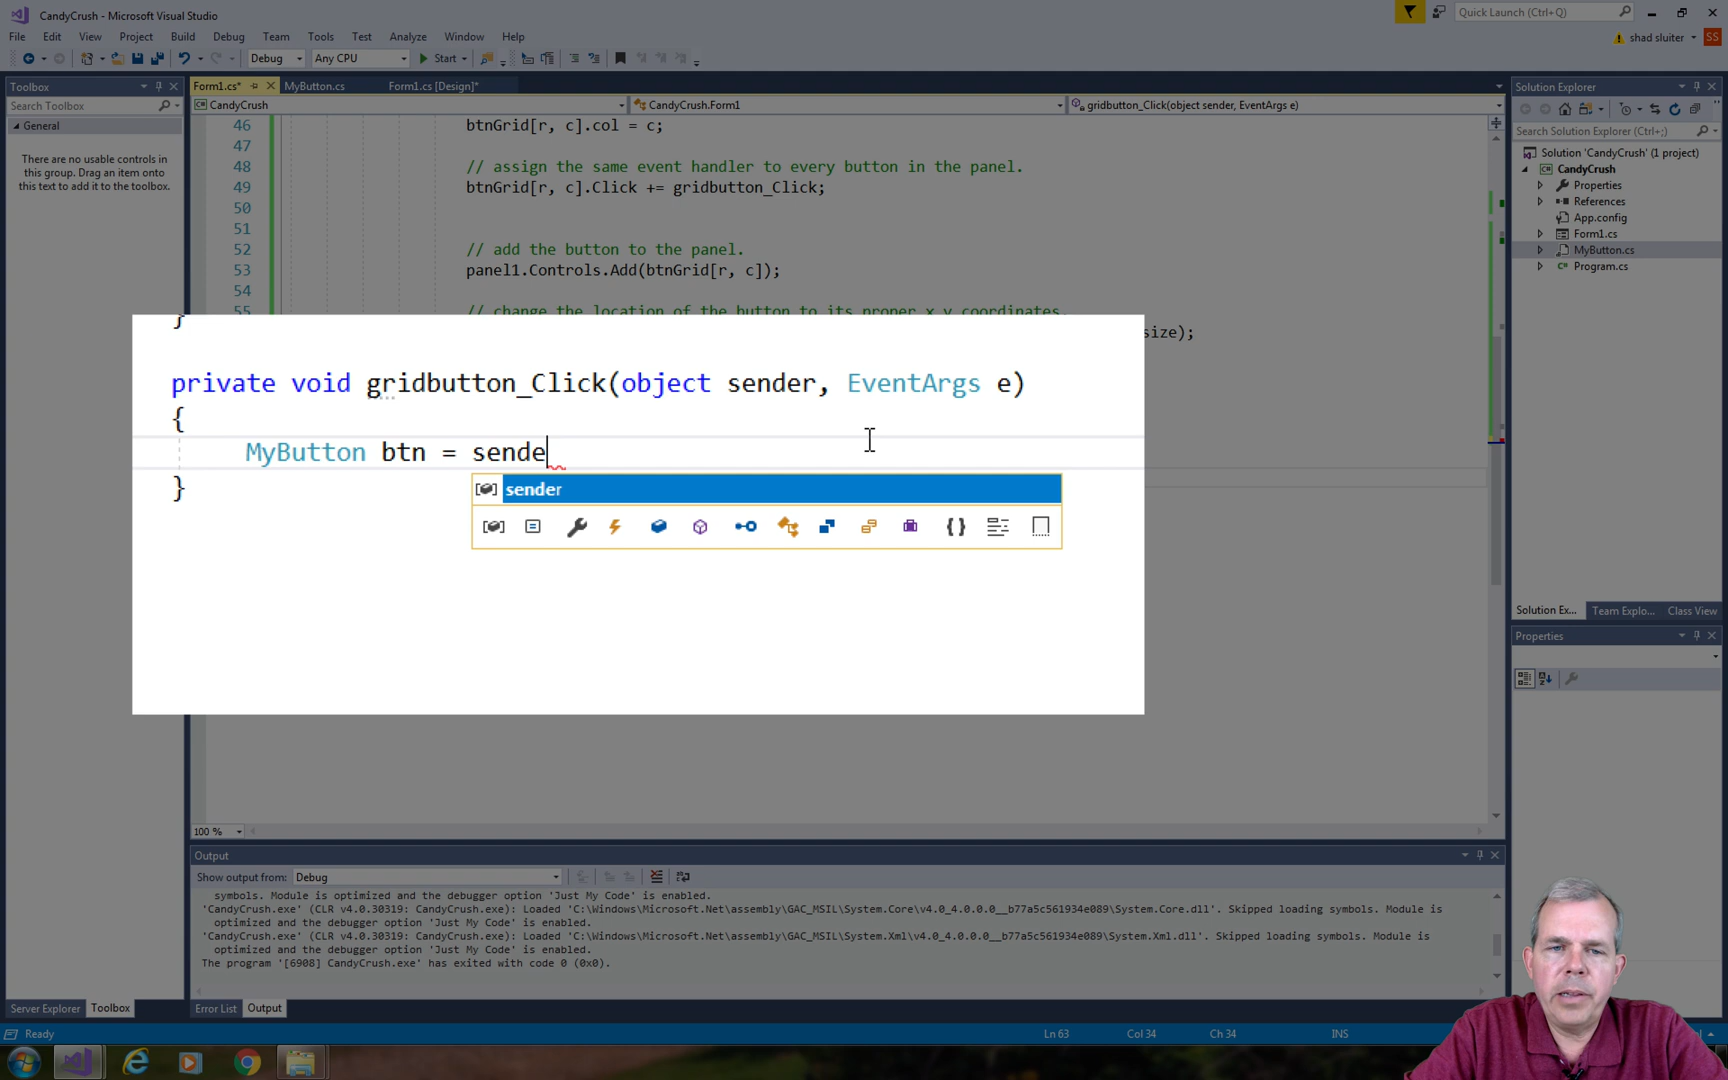 CandyCrush - Microsoft Visual Studio
Quick Launch (Ctrl+Q)
File Edit View Project Build Debug Team Tools Test Analyze Window Help
shad sluiter SS
Debug Any CPU Start
Toolbox
Search Toolbox
General
There are no usable controls in
this group. Drag an item onto
this text to add it to the toolbox.
Form1.cs* MyButton.cs Form1.cs [Design]*
CandyCrush CandyCrush.Form1 gridbutton_Click(object sender, EventArgs e)
46 btnGrid[r, c].col = c;
47
48 // assign the same event handler to every button in the panel.
49 btnGrid[r, c].Click += gridbutton_Click;
50
51
52 // add the button to the panel.
53 panel1.Controls.Add(btnGrid[r, c]);
54
55 // change the location of the button to its proper x y coordinates.
size);
}
private void gridbutton_Click(object sender, EventArgs e)
{
MyButton btn = sende
}
sender
100 %
Output
Show output from: Debug
symbols. Module is optimized and the debugger option 'Just My Code' is enabled.
'CandyCrush.exe' (CLR v4.0.30319: CandyCrush.exe): Loaded 'C:\Windows\Microsoft.Net\assembly\GAC_MSIL\System.Core\v4.0_4.0.0.0__b77a5c561934e089\System.Core.dll'. Skipped loading symbols. Module is
optimized and the debugger option 'Just My Code' is enabled.
'CandyCrush.exe' (CLR v4.0.30319: CandyCrush.exe): Loaded 'C:\Windows\Microsoft.Net\assembly\GAC_MSIL\System.Xml\v4.0_4.0.0.0__b77a5c561934e089\System.Xml.dll'. Skipped loading symbols. Module is
optimized and the debugger option 'Just My Code' is enabled.
The program '[6908] CandyCrush.exe' has exited with code 0 (0x0).
Server Explorer Toolbox
Error List Output
Solution Explorer
Search Solution Explorer (Ctrl+;)
Solution 'CandyCrush' (1 project)
CandyCrush
Properties
References
App.config
Form1.cs
MyButton.cs
Program.cs
Solution Ex... Team Explo... Class View
Properties
Ready Ln 63 Col 34 Ch 34 INS